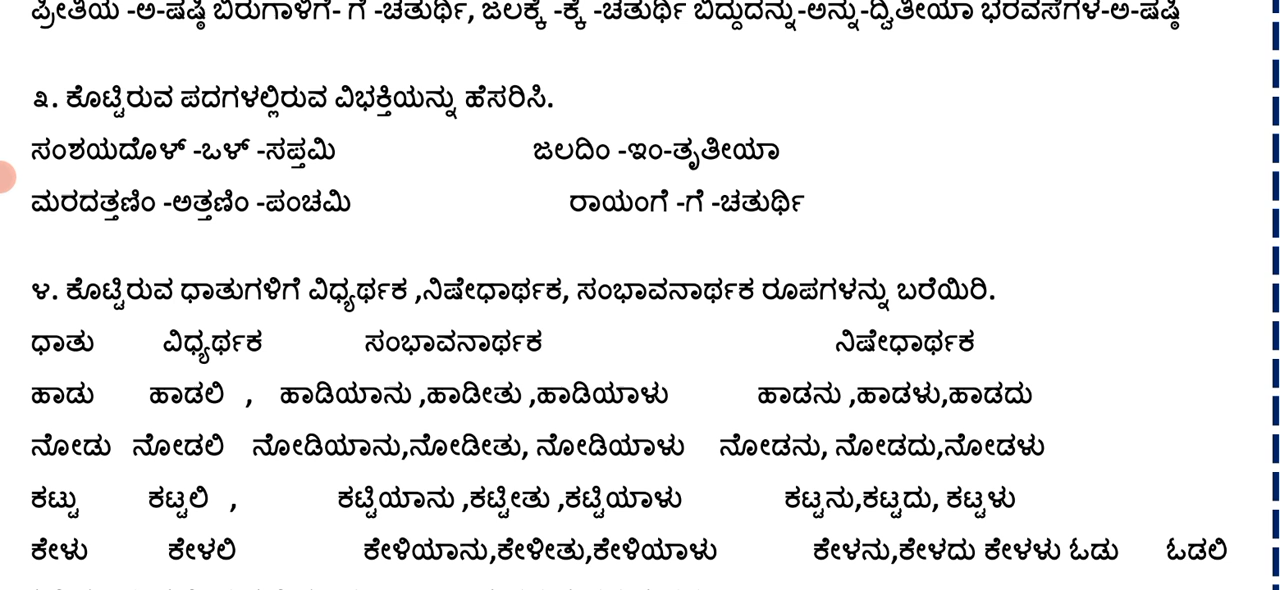 ಪ್ರೀತಿಯ -ಅ-ಷಷ್ಠಿ ಬಿರುಗಾಳಿಗೆ- ಗೆ -ಚತುರ್ಥಿ, ಜಲಕ್ಕೆ -ಕ್ಕೆ -ಚತುರ್ಥಿ ಬಿದ್ದುದನ್ನು-ಅನ್ನು-ದ್ವಿತೀಯಾ ಭರವಸೆಗಳ-ಅ-ಷಷ್ಠಿ
೩. ಕೊಟ್ಟಿರುವ ಪದಗಳಲ್ಲಿರುವ ವಿಭಕ್ತಿಯನ್ನು ಹೆಸರಿಸಿ.
ಸಂಶಯದೊಳ್ -ಒಳ್ -ಸಪ್ತಮಿ ಜಲದಿಂ -ಇಂ-ತೃತೀಯಾ
ಮರದತ್ತಣಿಂ -ಅತ್ತಣಿಂ -ಪಂಚಮಿ ರಾಯಂಗೆ -ಗೆ -ಚತುರ್ಥಿ
೪. ಕೊಟ್ಟಿರುವ ಧಾತುಗಳಿಗೆ ವಿಧ್ಯರ್ಥಕ ,ನಿಷೇಧಾರ್ಥಕ, ಸಂಭಾವನಾರ್ಥಕ ರೂಪಗಳನ್ನು ಬರೆಯಿರಿ.
ಧಾತು ವಿಧ್ಯರ್ಥಕ ಸಂಭಾವನಾರ್ಥಕ ನಿಷೇಧಾರ್ಥಕ
ಹಾಡು ಹಾಡಲಿ , ಹಾಡಿಯಾನು ,ಹಾಡೀತು ,ಹಾಡಿಯಾಳು ಹಾಡನು ,ಹಾಡಳು,ಹಾಡದು
ನೋಡು ನೋಡಲಿ ನೋಡಿಯಾನು,ನೋಡೀತು, ನೋಡಿಯಾಳು ನೋಡನು, ನೋಡದು,ನೋಡಳು
ಕಟ್ಟು ಕಟ್ಟಲಿ , ಕಟ್ಟಿಯಾನು ,ಕಟ್ಟೀತು ,ಕಟ್ಟಿಯಾಳು ಕಟ್ಟನು,ಕಟ್ಟದು, ಕಟ್ಟಳು
ಕೇಳು ಕೇಳಲಿ ಕೇಳಿಯಾನು,ಕೇಳೀತು,ಕೇಳಿಯಾಳು ಕೇಳನು,ಕೇಳದು ಕೇಳಳು ಓಡು ಓಡಲಿ